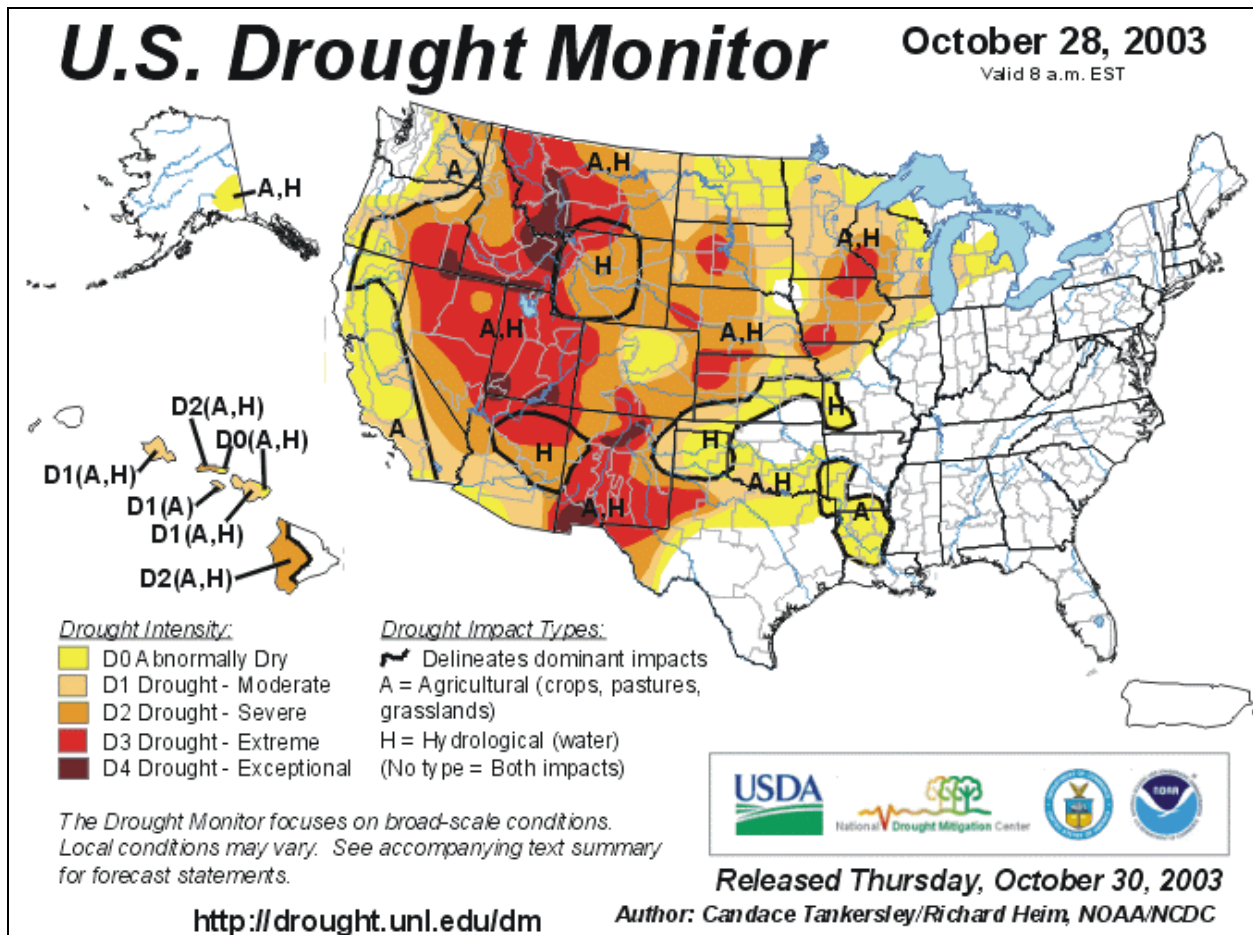 U.S. Drought Monitor
October 28, 2003
Valid 8 a.m. EST
A,H
A
A,H
H
A,H
A,H
A,H
A
H
H
H
A,H
A,H
A
D2(A,H)
D0(A,H)
D1(A,H)
D1(A)
D1(A,H)
D2(A,H)
Drought Intensity:
D0 Abnormally Dry
D1 Drought - Moderate
D2 Drought - Severe
D3 Drought - Extreme
D4 Drought - Exceptional
Drought Impact Types:
Delineates dominant impacts
A = Agricultural (crops, pastures,
grasslands)
H = Hydrological (water)
(No type = Both impacts)
The Drought Monitor focuses on broad-scale conditions.
Local conditions may vary. See accompanying text summary
for forecast statements.
http://drought.unl.edu/dm
USDA
National Drought Mitigation Center
NOAA
Released Thursday, October 30, 2003
Author: Candace Tankersley/Richard Heim, NOAA/NCDC